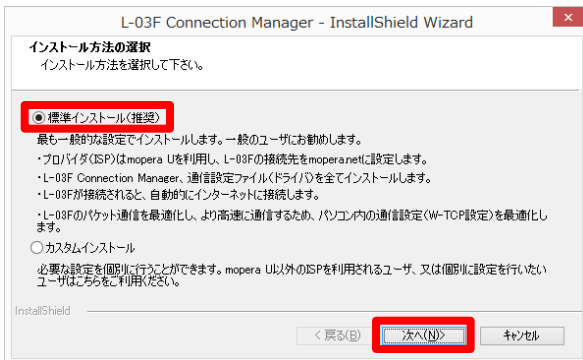 L-03F Connection Manager - InstallShield Wizard
インストール方法の選択
インストール方法を選択して下さい。
標準インストール(推奨)
最も一般的な設定でインストールします。一般のユーザにお勧めします。
・プロバイダ(ISP)はmopera Uを利用し、L-03Fの接続先をmopera.netに設定します。
・L-03F Connection Manager、通信設定ファイル(ドライバ)を全てインストールします。
・L-03Fが接続されると、自動的にインターネットに接続します。
・L-03Fのパケット通信を最適化し、より高速に通信するため、パソコン内の通信設定(W-TCP設定)を最適化し
ます。
カスタムインストール
必要な設定を個別に行うことができます。mopera U以外のISPを利用されるユーザ、又は個別に設定を行いたい
ユーザはこちらをご利用ください。
InstallShield
< 戻る(B)
次へ(N)>
キャンセル